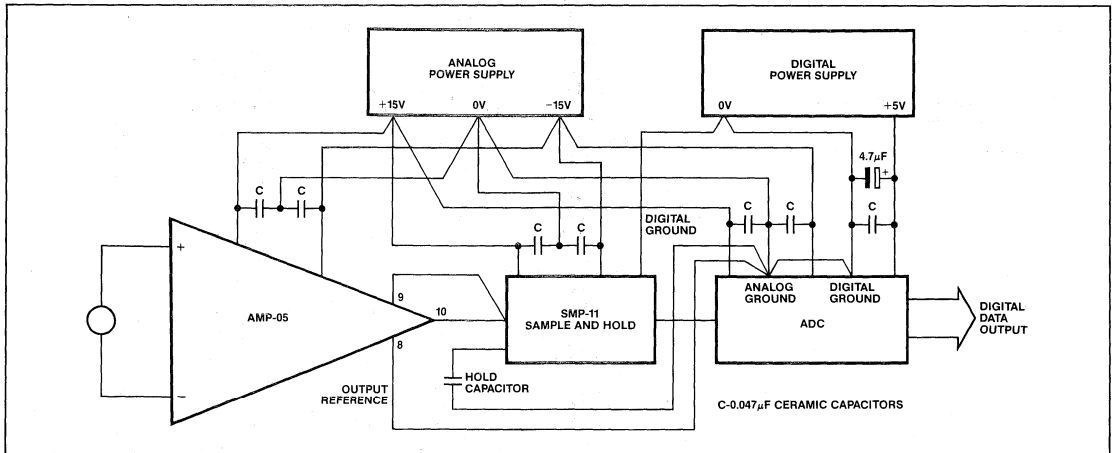 ANALOG
POWER SUPPLY
+15V
0V
−15V
DIGITAL
POWER SUPPLY
0V
+5V
4.7µF
+
C
C
C
C
DIGITAL
GROUND
C
C
C
+
AMP-05
−
9
10
8
SMP-11
SAMPLE AND HOLD
ANALOG
GROUND
DIGITAL
GROUND
ADC
DIGITAL
DATA
OUTPUT
HOLD
CAPACITOR
OUTPUT
REFERENCE
C-0.047µF CERAMIC CAPACITORS